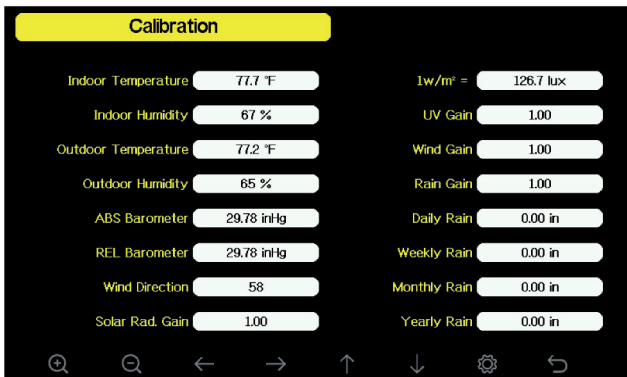 Calibration
Indoor Temperature 77.7 °F
Indoor Humidity 67 %
Outdoor Temperature 77.2 °F
Outdoor Humidity 65 %
ABS Barometer 29.78 inHg
REL Barometer 29.78 inHg
Wind Direction 58
Solar Rad. Gain 1.00
1w/m² = 126.7 lux
UV Gain 1.00
Wind Gain 1.00
Rain Gain 1.00
Daily Rain 0.00 in
Weekly Rain 0.00 in
Monthly Rain 0.00 in
Yearly Rain 0.00 in